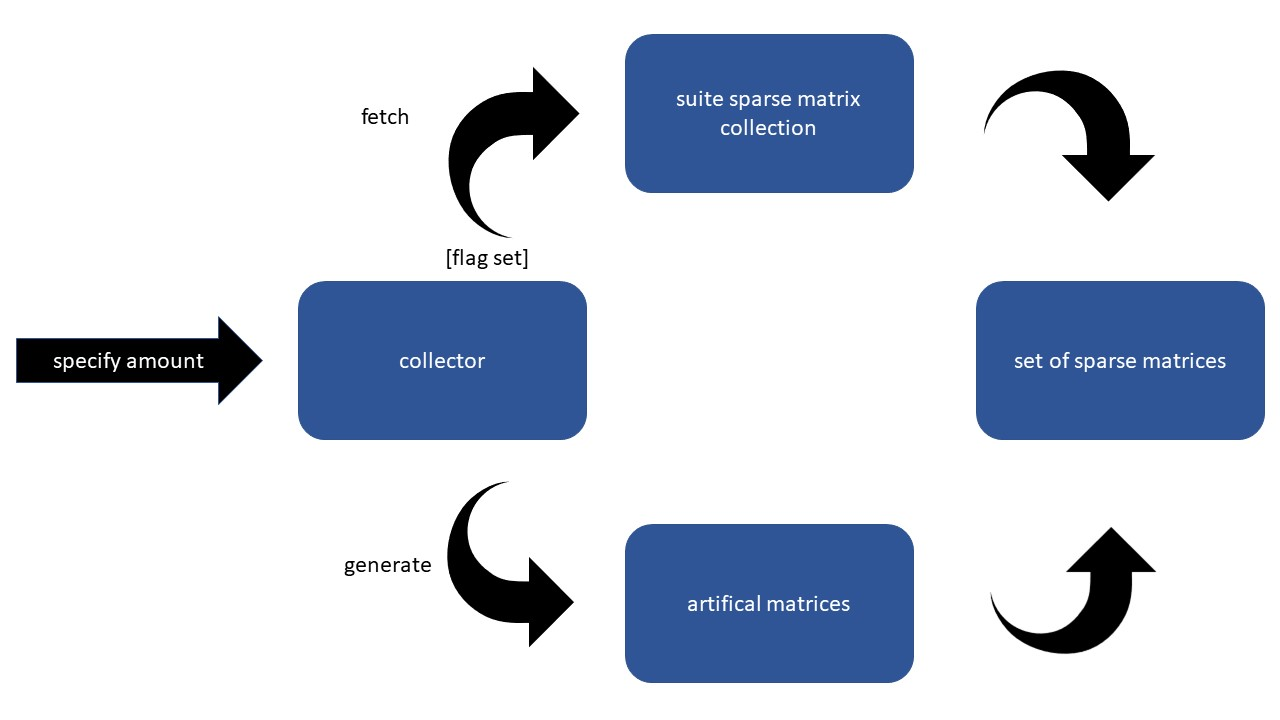 suite sparse matrix
collection
fetch
[flag set]
specify amount
collector
set of sparse matrices
generate
artifical matrices